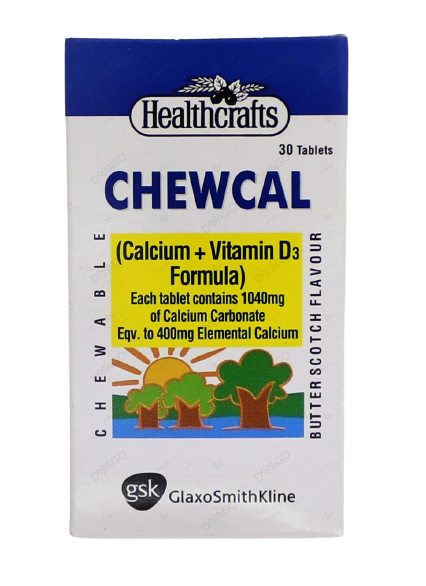 Healthcrafts
30 Tablets
CHEWCAL
CHEWABLE
(Calcium + Vitamin D3
Formula)
Each tablet contains 1040mg
of Calcium Carbonate
Eqv. to 400mg Elemental Calcium
BUTTER SCOTCH FLAVOUR
gsk GlaxoSmithKline
DVAGO